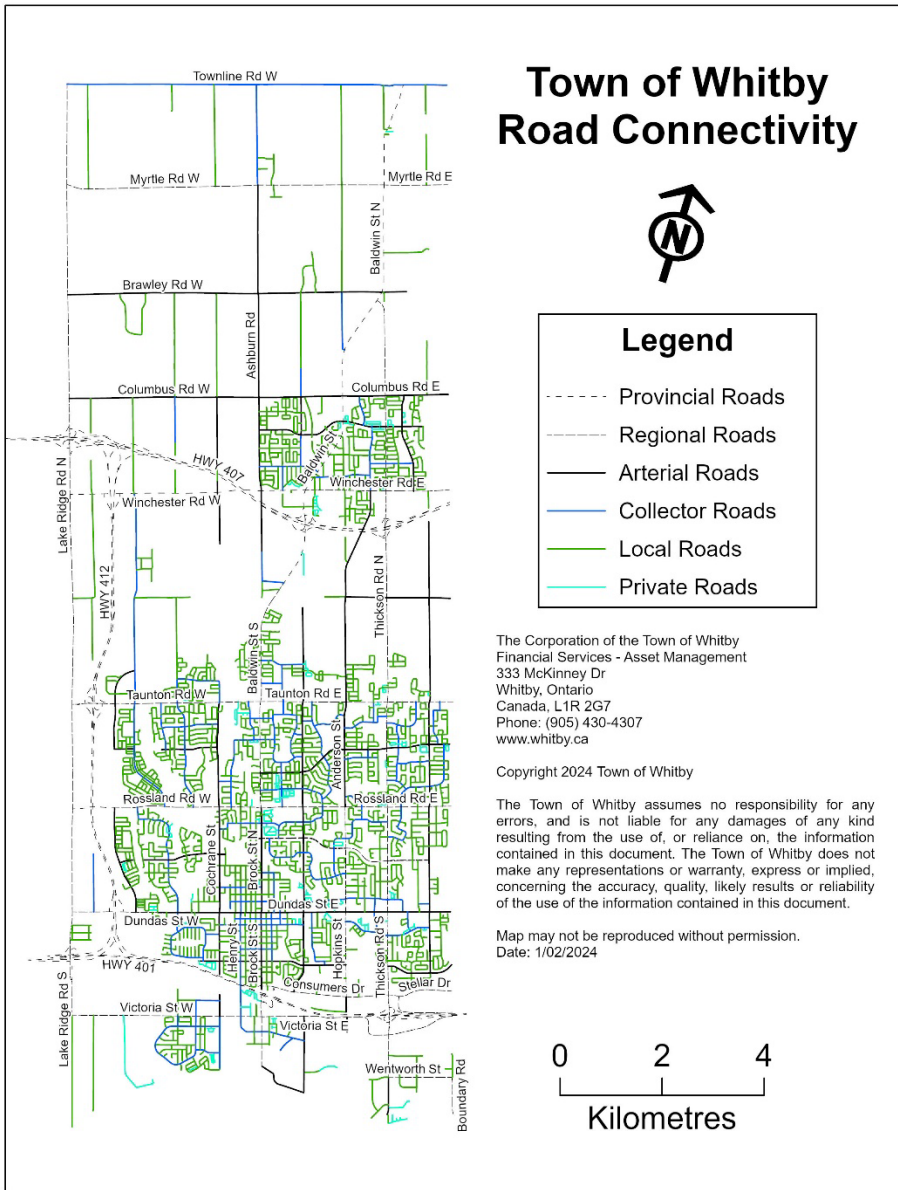 Town of Whitby
Road Connectivity
N
Legend
Provincial Roads
Regional Roads
Arterial Roads
Collector Roads
Local Roads
Private Roads
The Corporation of the Town of Whitby
Financial Services - Asset Management
333 McKinney Dr
Whitby, Ontario
Canada, L1R 2G7
Phone: (905) 430-4307
www.whitby.ca
Copyright 2024 Town of Whitby
The Town of Whitby assumes no responsibility for any
errors, and is not liable for any damages of any kind
resulting from the use of, or reliance on, the information
contained in this document. The Town of Whitby does not
make any representations or warranty, express or implied,
concerning the accuracy, quality, likely results or reliability
of the use of the information contained in this document.
Map may not be reproduced without permission.
Date: 1/02/2024
0 2 4
Kilometres
Townline Rd W
Myrtle Rd W
Myrtle Rd E
Baldwin St N
Brawley Rd W
Ashburn Rd
Columbus Rd W
Columbus Rd E
Lake Ridge Rd N
HWY 407
Baldwin St
Winchester Rd E
Winchester Rd W
HWY 412
Thickson Rd N
Baldwin St S
Taunton Rd W
Taunton Rd E
Anderson St
Rossland Rd W
Rossland Rd E
Cochrane St
Brock St N
Dundas St E
Dundas St W
Henry St
Brock St S
Hopkins St
Thickson Rd S
HWY 401
Consumers Dr
Stellar Dr
Lake Ridge Rd S
Victoria St W
Victoria St E
Wentworth St
Boundary Rd